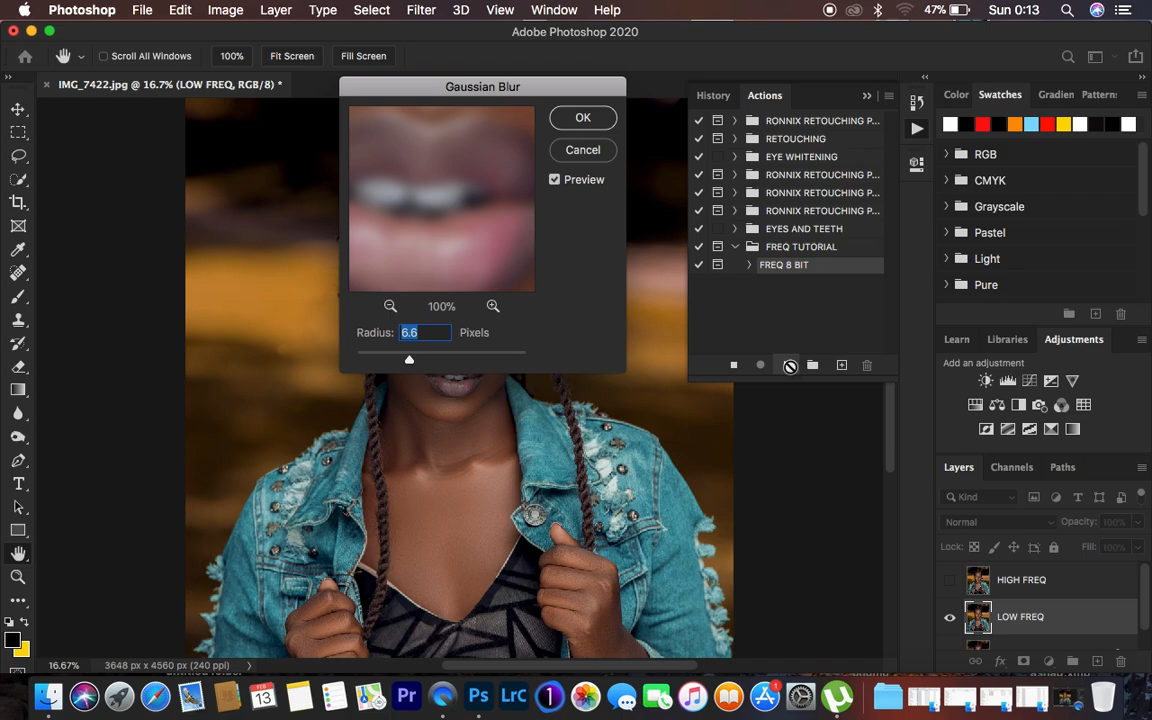 Photoshop File Edit Image Layer Type Select Filter 3D View Window Help 47% Sun 0:13
Adobe Photoshop 2020
Scroll All Windows 100% Fit Screen Fill Screen
IMG_7422.jpg @ 16.7% (LOW FREQ, RGB/8) *
Gaussian Blur
OK
Cancel
Preview
100%
Radius: 6.6 Pixels
History Actions
RONNIX RETOUCHING P...
RETOUCHING
EYE WHITENING
RONNIX RETOUCHING P...
RONNIX RETOUCHING P...
RONNIX RETOUCHING P...
EYES AND TEETH
FREQ TUTORIAL
FREQ 8 BIT
Color Swatches Gradien Pattern:
RGB
CMYK
Grayscale
Pastel
Light
Pure
Learn Libraries Adjustments
Add an adjustment
Layers Channels Paths
Kind
Normal Opacity: 100%
Lock: Fill: 100%
HIGH FREQ
LOW FREQ
16.67% 3648 px x 4560 px (240 ppi)
FEB
13
Pr Ps LrC 1